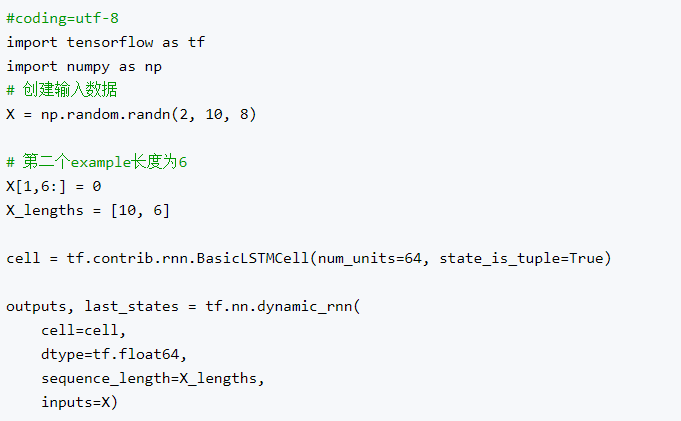 #coding=utf-8
import tensorflow as tf
import numpy as np
# 创建输入数据
X = np.random.randn(2, 10, 8)
# 第二个example长度为6
X[1,6:] = 0
X_lengths = [10, 6]
cell = tf.contrib.rnn.BasicLSTMCell(num_units=64, state_is_tuple=True)
outputs, last_states = tf.nn.dynamic_rnn(
    cell=cell,
    dtype=tf.float64,
    sequence_length=X_lengths,
    inputs=X)